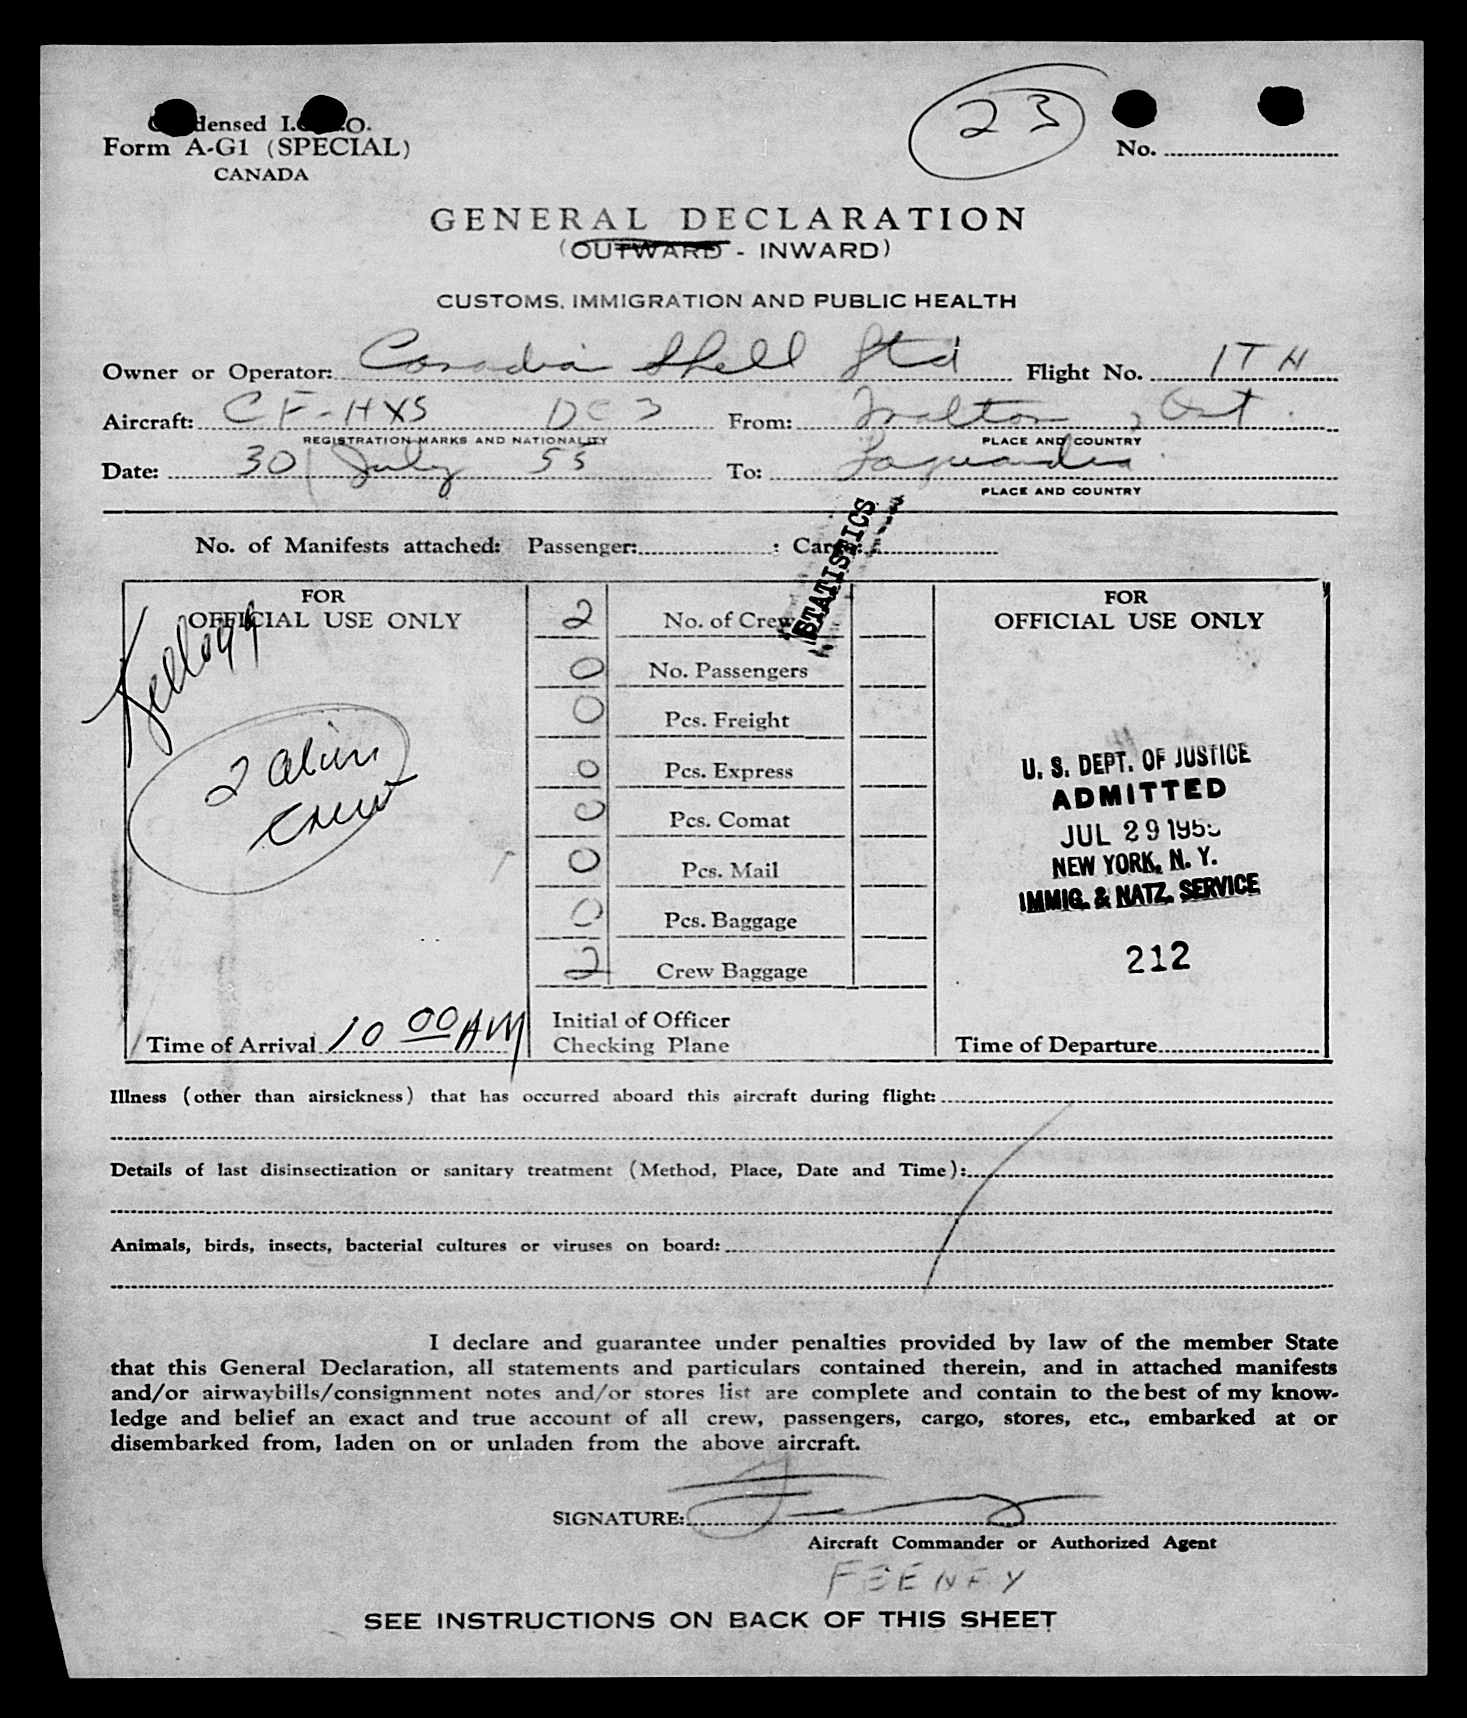 densed I. .O.
Form A-G1 (SPECIAL)
CANADA
23
No.
GENERAL DECLARATION
(OUTWARD - INWARD)
CUSTOMS, IMMIGRATION AND PUBLIC HEALTH
Owner or Operator: Canadian Shell Ltd Flight No. ITH
Aircraft: CF-HXS DC3 From: Malton, Ont.
REGISTRATION MARKS AND NATIONALITY PLACE AND COUNTRY
Date: 30 July 55 To: Laguardia
PLACE AND COUNTRY
No. of Manifests attached: Passenger: : Cargo:
STATISTICS
FOR
OFFICIAL USE ONLY
Kellogg
2 alien
crew
Time of Arrival 10 00 AM
2 No. of Crew
0 No. Passengers
0 Pcs. Freight
0 Pcs. Express
0 Pcs. Comat
0 Pcs. Mail
0 Pcs. Baggage
2 Crew Baggage
Initial of Officer
Checking Plane
FOR
OFFICIAL USE ONLY
U. S. DEPT. OF JUSTICE
ADMITTED
JUL 29 195
NEW YORK, N. Y.
IMMIG. & NATZ. SERVICE
212
Time of Departure
Illness (other than airsickness) that has occurred aboard this aircraft during flight:
Details of last disinsectization or sanitary treatment (Method, Place, Date and Time):
Animals, birds, insects, bacterial cultures or viruses on board:
I declare and guarantee under penalties provided by law of the member State
that this General Declaration, all statements and particulars contained therein, and in attached manifests
and/or airwaybills/consignment notes and/or stores list are complete and contain to the best of my know-
ledge and belief an exact and true account of all crew, passengers, cargo, stores, etc., embarked at or
disembarked from, laden on or unladen from the above aircraft.
SIGNATURE:
Aircraft Commander or Authorized Agent
FEENEY
SEE INSTRUCTIONS ON BACK OF THIS SHEET